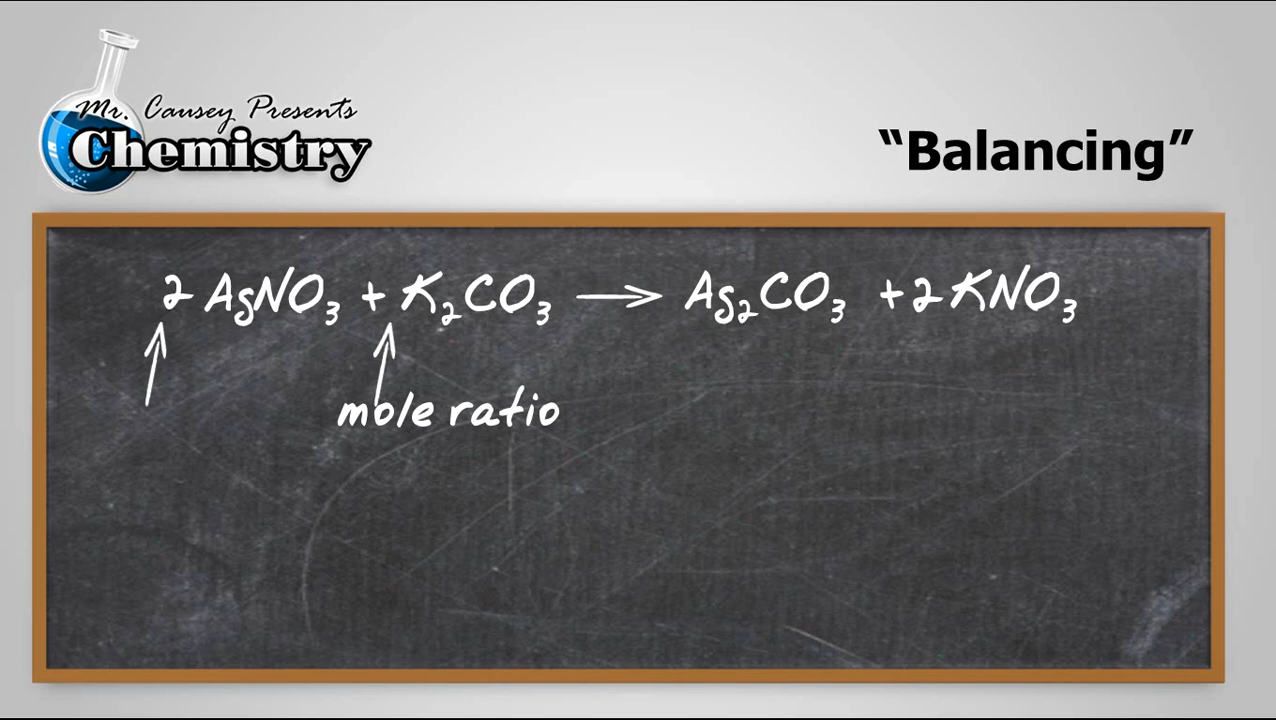 Mr. Causey Presents
Chemistry
“Balancing”
2 AgNO₃ + K₂CO₃ → Ag₂CO₃ + 2 KNO₃
mole ratio